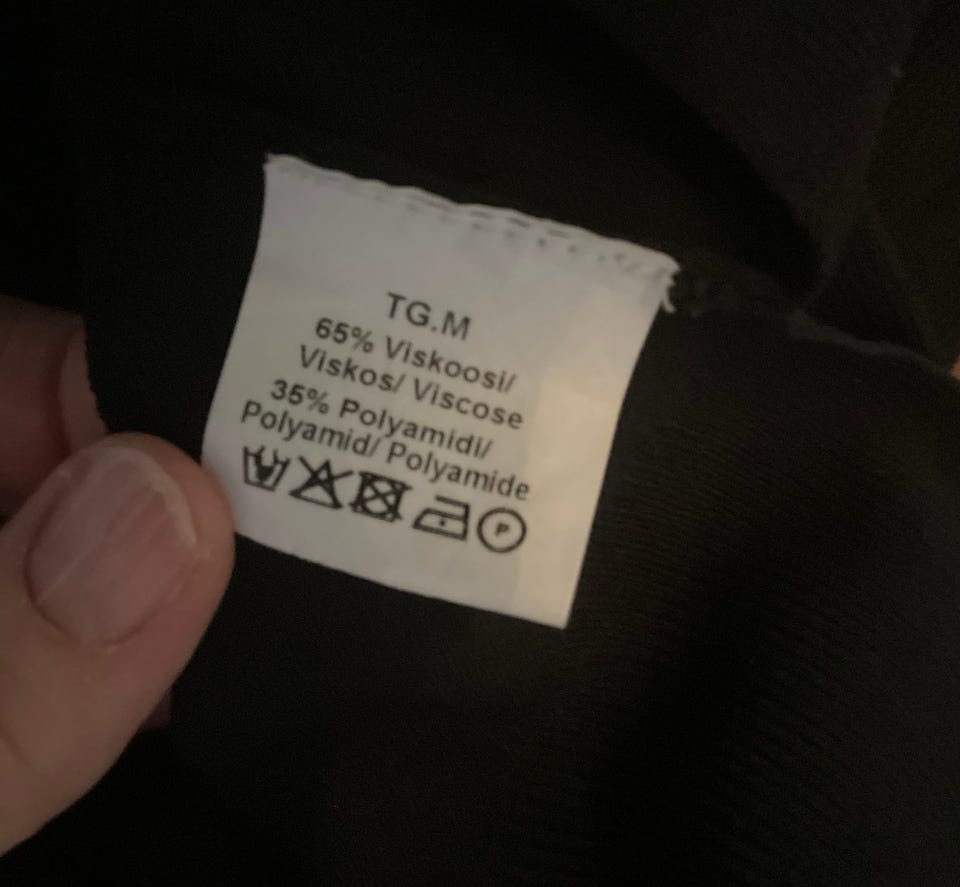 TG.M
65% Viskoosi/
Viskos/ Viscose
35% Polyamidi/
Polyamid/ Polyamide
P